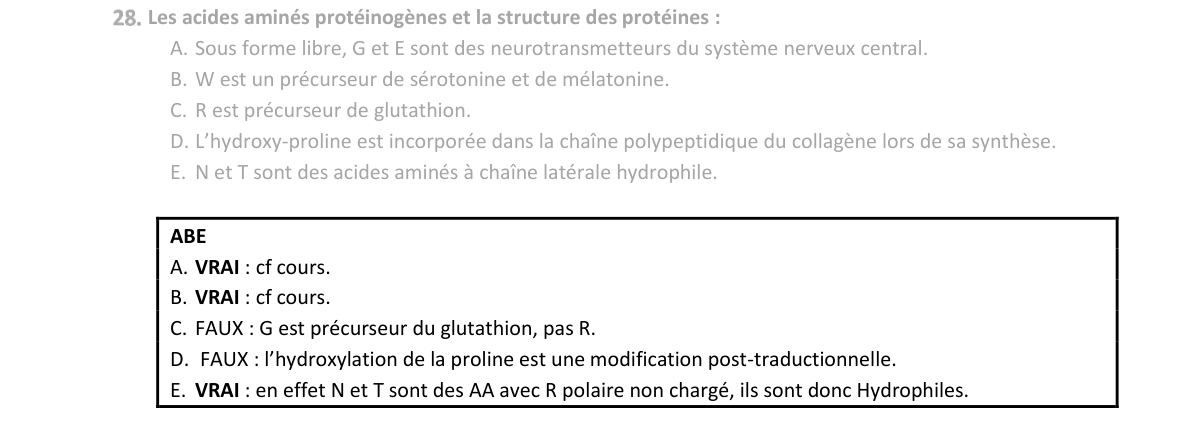 28. Les acides aminés protéinogènes et la structure des protéines :
A. Sous forme libre, G et E sont des neurotransmetteurs du système nerveux central.
B. W est un précurseur de sérotonine et de mélatonine.
C. R est précurseur de glutathion.
D. L’hydroxy-proline est incorporée dans la chaîne polypeptidique du collagène lors de sa synthèse.
E. N et T sont des acides aminés à chaîne latérale hydrophile.
ABE
A. VRAI : cf cours.
B. VRAI : cf cours.
C. FAUX : G est précurseur du glutathion, pas R.
D. FAUX : l’hydroxylation de la proline est une modification post-traductionnelle.
E. VRAI : en effet N et T sont des AA avec R polaire non chargé, ils sont donc Hydrophiles.